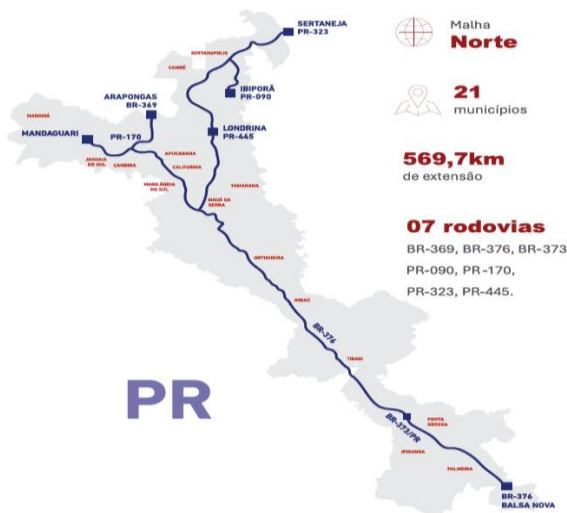 SERTANEJA
PR-323
SERTANÓPOLIS
CAMBÉ
IBIPORÃ
PR-090
ARAPONGAS
BR-369
MARINGÁ
MANDAGUARI
PR-170
LONDRINA
PR-445
JANDAIA
DO SUL
CAMBIRA
APUCARANA
CALIFÓRNIA
MARILÂNDIA
DO SUL
TAMARANA
MAUÁ DA
SERRA
ORTIGUEIRA
IMBAÚ
BR-376
TIBAGI
PR
BR-373/PR
PONTA
GROSSA
IPIRANGA
PALMEIRA
BR-376
BALSA NOVA
Malha
Norte
21
municípios
569,7km
de extensão
07 rodovias
BR-369, BR-376, BR-373
PR-090, PR-170,
PR-323, PR-445.